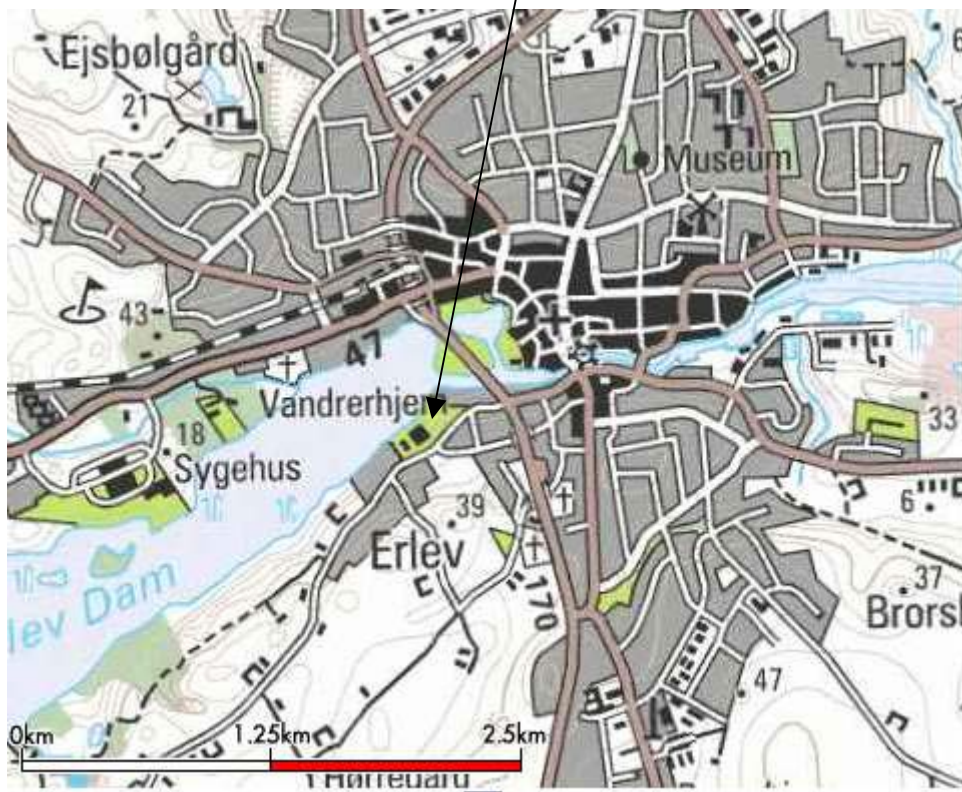 Ejsbølgård
21
Museum
43
47
Vandrerhjem
18
Sygehus
33
39
6
Erlev
170
37
lev Dam
Brorsl
47
0km
1.25km
2.5km
Hørregård